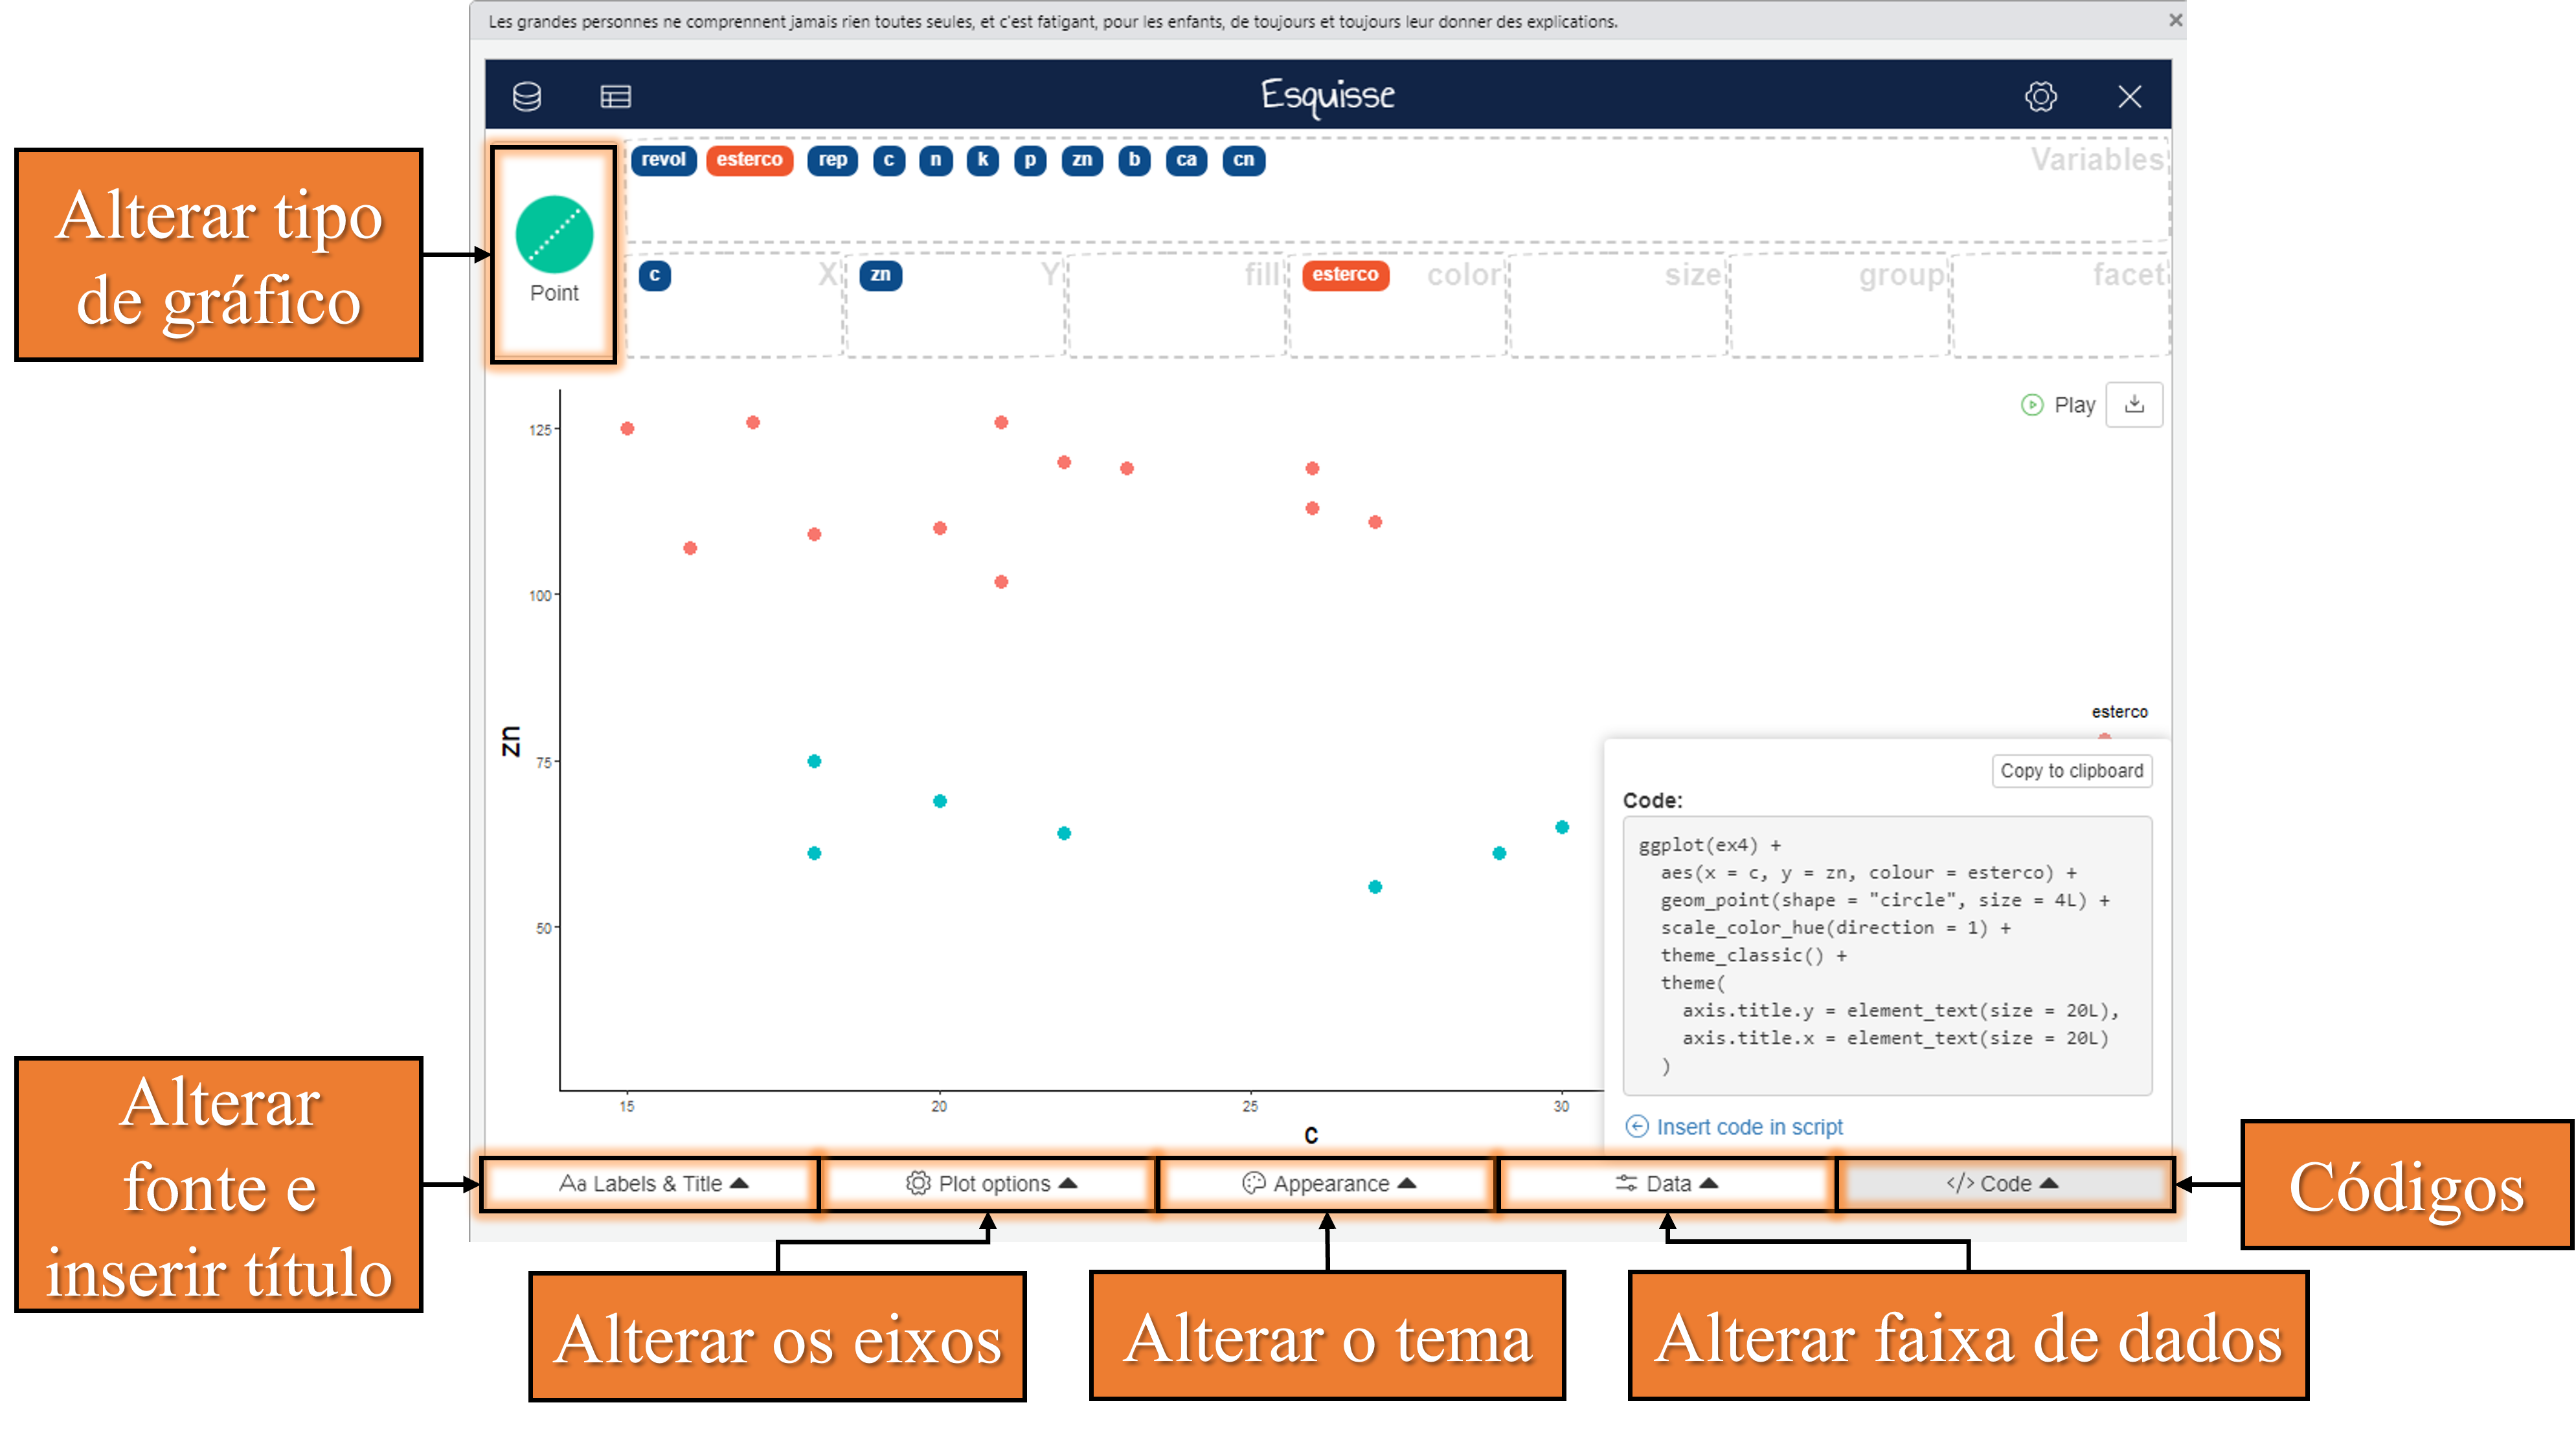 Les grandes personnes ne comprennent jamais rien toutes seules, et c'est fatigant, pour les enfants, de toujours et toujours leur donner des explications.
Esquisse
revol esterco rep c n k p zn b ca cn Variables
Alterar tipo
de gráfico
Point
c X zn Y fill esterco color size group facet
Play
125
100
75
50
zn
15 20 25 30
c
esterco
Copy to clipboard
Code:
ggplot(ex4) +
  aes(x = c, y = zn, colour = esterco) +
  geom_point(shape = "circle", size = 4L) +
  scale_color_hue(direction = 1) +
  theme_classic() +
  theme(
    axis.title.y = element_text(size = 20L),
    axis.title.x = element_text(size = 20L)
  )
Insert code in script
Alterar
fonte e
inserir título
Aa Labels & Title
Plot options
Appearance
Data
</> Code
Códigos
Alterar os eixos
Alterar o tema
Alterar faixa de dados